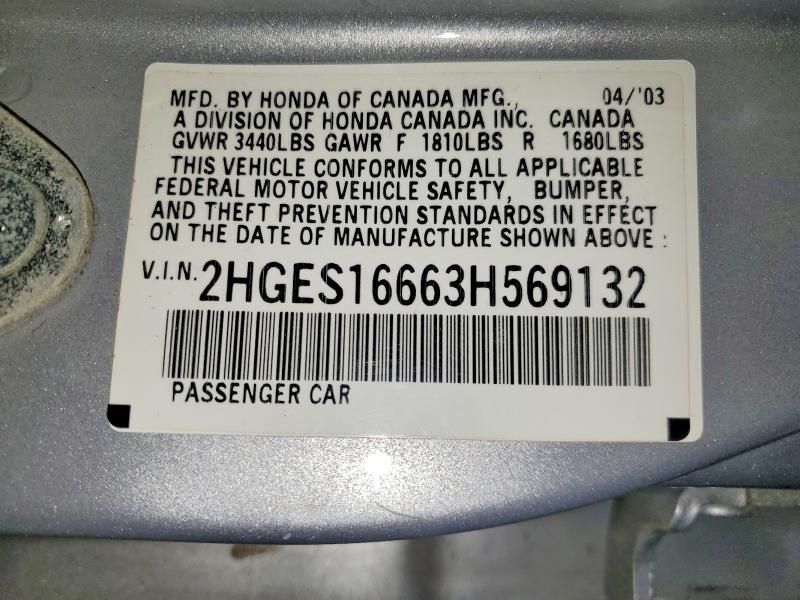 MFD. BY HONDA OF CANADA MFG., 04/'03
A DIVISION OF HONDA CANADA INC. CANADA
GVWR 3440LBS GAWR F 1810LBS R 1680LBS
THIS VEHICLE CONFORMS TO ALL APPLICABLE
FEDERAL MOTOR VEHICLE SAFETY, BUMPER,
AND THEFT PREVENTION STANDARDS IN EFFECT
ON THE DATE OF MANUFACTURE SHOWN ABOVE :
V.I.N. 2HGES16663H569132
PASSENGER CAR